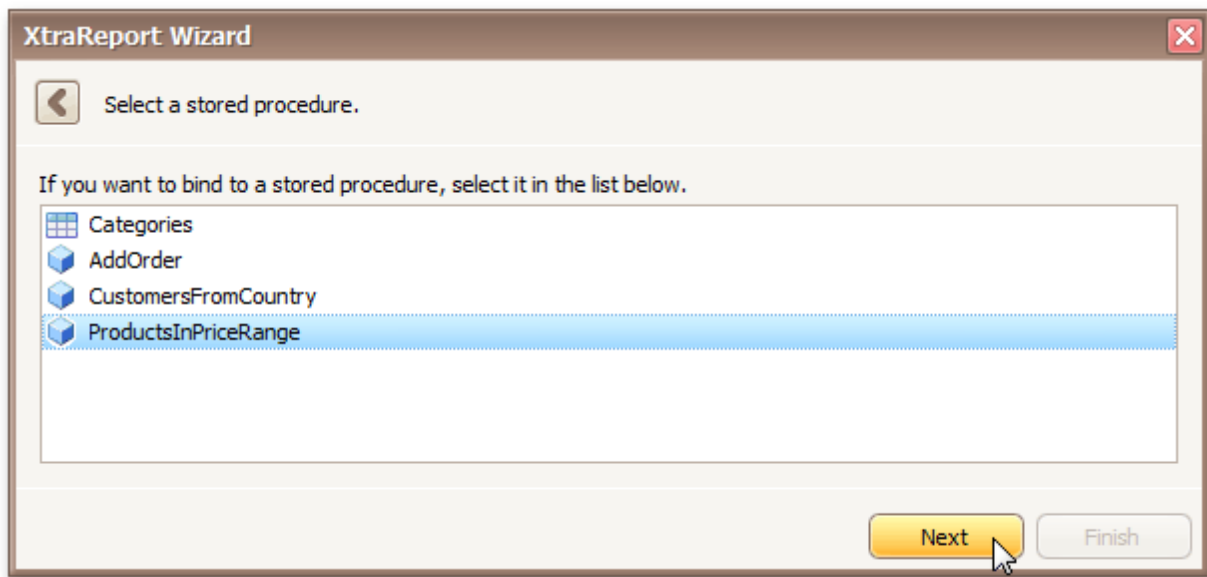 XtraReport Wizard
Select a stored procedure.
If you want to bind to a stored procedure, select it in the list below.
Categories
AddOrder
CustomersFromCountry
ProductsInPriceRange
Next Finish